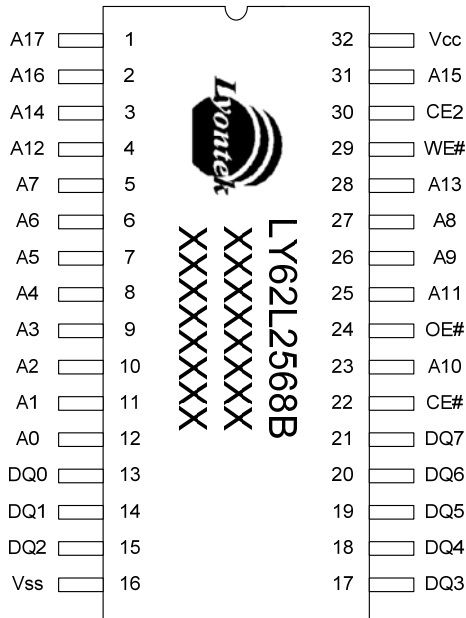 A17 1 32 Vcc
A16 2 31 A15
A14 3 30 CE2
A12 4 29 WE#
A7 5 28 A13
A6 6 27 A8
A5 7 26 A9
A4 8 25 A11
A3 9 24 OE#
A2 10 23 A10
A1 11 22 CE#
A0 12 21 DQ7
DQ0 13 20 DQ6
DQ1 14 19 DQ5
DQ2 15 18 DQ4
Vss 16 17 DQ3
Lyontek
LY62L2568B
XXXXXXXX
XXXXXXXX